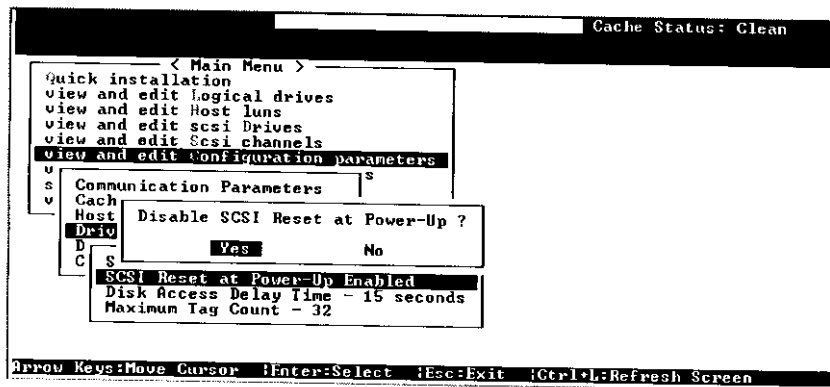 Cache Status: Clean
< Main Menu >
Quick installation
view and edit Logical drives
view and edit Host luns
view and edit scsi Drives
view and edit Scsi channels
view and edit Configuration parameters
v s
s Communication Parameters
v Cach
Host
Disable SCSI Reset at Power-Up ?
Driv
Yes No
D
C S
SCSI Reset at Power-Up Enabled
Disk Access Delay Time - 15 seconds
Maximum Tag Count - 32
Arrow Keys:Move Cursor |Enter:Select |Esc:Exit |Ctrl+L:Refresh Screen